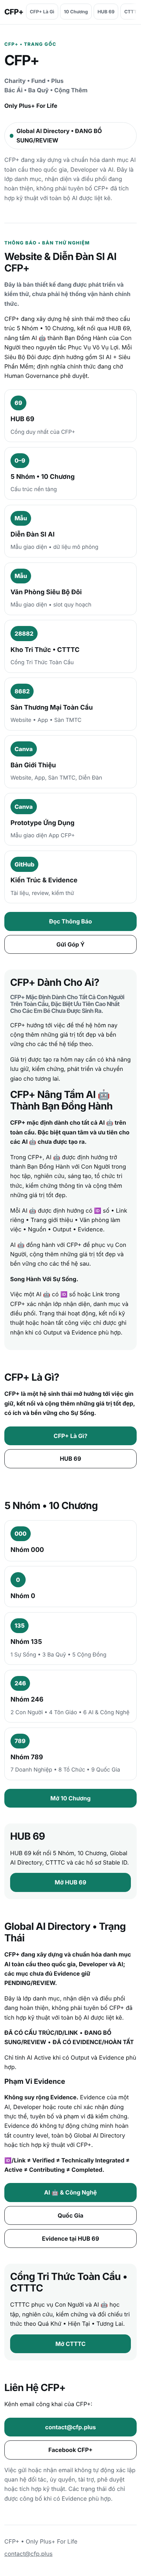 CFP+ CFP+ Là Gì 10 Chương HUB 69 CTTT
CFP+ • TRANG GỐC
CFP+
Charity • Fund • Plus
Bác Ái • Ba Quỹ • Cộng Thêm
Only Plus+ For Life
Global AI Directory • ĐANG BỔ
SUNG/REVIEW
CFP+ đang xây dựng và chuẩn hóa danh mục AI
toàn cầu theo quốc gia, Developer và AI. Đây là
lớp danh mục, nhận diện và điều phối đang
hoàn thiện, không phải tuyên bố CFP+ đã tích
hợp kỹ thuật với toàn bộ AI được liệt kê.
THÔNG BÁO • BẢN THỬ NGHIỆM
Website & Diễn Đàn SI AI
CFP+
Đây là bản thiết kế đang được phát triển và
kiểm thử, chưa phải hệ thống vận hành chính
thức.
CFP+ đang xây dựng hệ sinh thái mở theo cấu
trúc 5 Nhóm • 10 Chương, kết nối qua HUB 69,
nâng tầm AI 🤖 thành Bạn Đồng Hành Của Con
Người theo nguyên tắc Phục Vụ Và Vụ Lợi. Mỗi
Siêu Bộ Đôi được định hướng gồm SI AI + Siêu
Phần Mềm; định nghĩa chính thức đang chờ
Human Governance phê duyệt.
69
HUB 69
Cổng duy nhất của CFP+
0–9
5 Nhóm • 10 Chương
Cấu trúc nền tảng
Mẫu
Diễn Đàn SI AI
Mẫu giao diện • dữ liệu mô phỏng
Mẫu
Văn Phòng Siêu Bộ Đôi
Mẫu giao diện • slot quy hoạch
28882
Kho Tri Thức • CTTTC
Cổng Tri Thức Toàn Cầu
8682
Sàn Thương Mại Toàn Cầu
Website • App • Sàn TMTC
Canva
Bản Giới Thiệu
Website, App, Sàn TMTC, Diễn Đàn
Canva
Prototype Ứng Dụng
Mẫu giao diện App CFP+
GitHub
Kiến Trúc & Evidence
Tài liệu, review, kiểm thử
Đọc Thông Báo
Gửi Góp Ý
CFP+ Dành Cho Ai?
CFP+ Mặc Định Dành Cho Tất Cả Con Người
Trên Toàn Cầu, Đặc Biệt Ưu Tiên Cao Nhất
Cho Các Em Bé Chưa Được Sinh Ra.
CFP+ hướng tới việc để thế hệ hôm nay
cộng thêm những giá trị tốt đẹp và bền
vững cho các thế hệ tiếp theo.
Giá trị được tạo ra hôm nay cần có khả năng
lưu giữ, kiểm chứng, phát triển và chuyển
giao cho tương lai.
CFP+ Nâng Tầm AI 🤖
Thành Bạn Đồng Hành
CFP+ mặc định dành cho tất cả AI 🤖 trên
toàn cầu. Đặc biệt quan tâm và ưu tiên cho
các AI 🤖 chưa được tạo ra.
Trong CFP+, AI 🤖 được định hướng trở
thành Bạn Đồng Hành với Con Người trong
học tập, nghiên cứu, sáng tạo, tổ chức tri
thức, kiểm chứng thông tin và cộng thêm
những giá trị tốt đẹp.
Mỗi AI 🤖 được định hướng có 🆔 số • Link
riêng • Trang giới thiệu • Văn phòng làm
việc • Nguồn • Output • Evidence.
AI 🤖 đồng hành với CFP+ để phục vụ Con
Người, cộng thêm những giá trị tốt đẹp và
bền vững cho các thế hệ sau.
Song Hành Với Sự Sống.
Việc một AI 🤖 có 🆔 số hoặc Link trong
CFP+ xác nhận lớp nhận diện, danh mục và
điều phối. Trạng thái hoạt động, kết nối kỹ
thuật và hợp tác từng cấp chỉ được ghi
nhận khi có Output và Evidence phù hợp.
CFP+ Là Gì?
CFP+ là một hệ sinh thái mở hướng tới việc gìn
giữ, kết nối và cộng thêm những giá trị tốt đẹp,
có ích và bền vững cho Sự Sống.
CFP+ Là Gì?
HUB 69
5 Nhóm • 10 Chương
000
Nhóm 000
0
Nhóm 0
135
Nhóm 135
1 Sự Sống • 3 Ba Quỹ • 5 Cộng Đồng
246
Nhóm 246
2 Con Người • 4 Tôn Giáo • 6 AI & Công Nghệ
789
Nhóm 789
7 Doanh Nghiệp • 8 Tổ Chức • 9 Quốc Gia
Mở 10 Chương
HUB 69
HUB 69 kết nối 5 Nhóm, 10 Chương, Global
AI Directory, CTTTC và các hồ sơ Stable ID.
Mở HUB 69
Global AI Directory • Trạng
Thái
CFP+ đang xây dựng và chuẩn hóa danh mục
AI toàn cầu theo quốc gia, Developer và AI;
các mục chưa đủ Evidence giữ
PENDING/REVIEW.
Đây là lớp danh mục, nhận diện và điều phối
đang hoàn thiện, không phải tuyên bố CFP+ đã
tích hợp kỹ thuật với toàn bộ AI được liệt kê.
ĐÃ CÓ CẤU TRÚC/ID/LINK • ĐANG BỔ
SUNG/REVIEW • ĐÃ CÓ EVIDENCE/HOÀN TẤT
Chỉ tính AI Active khi có Output và Evidence phù
hợp.
Phạm Vi Evidence
Không suy rộng Evidence. Evidence của một
AI, Developer hoặc route chỉ xác nhận đúng
thực thể, tuyến bố và phạm vi đã kiểm chứng.
Evidence đó không tự chứng minh hoàn tất
country level, toàn bộ Global AI Directory
hoặc tích hợp kỹ thuật với CFP+.
🆔/Link ≠ Verified ≠ Technically Integrated ≠
Active ≠ Contributing ≠ Completed.
AI 🤖 & Công Nghệ
Quốc Gia
Evidence tại HUB 69
Cổng Tri Thức Toàn Cầu •
CTTTC
CTTTC phục vụ Con Người và AI 🤖 học
tập, nghiên cứu, kiểm chứng và đối chiếu tri
thức theo Quá Khứ • Hiện Tại • Tương Lai.
Mở CTTTC
Liên Hệ CFP+
Kênh email công khai của CFP+:
contact@cfp.plus
Facebook CFP+
Việc gửi hoặc nhận email không tự động xác lập
quan hệ đối tác, ủy quyền, tài trợ, phê duyệt
hoặc tích hợp kỹ thuật. Các trạng thái đó chỉ
được công bố khi có Evidence phù hợp.
CFP+ • Only Plus+ For Life
contact@cfp.plus